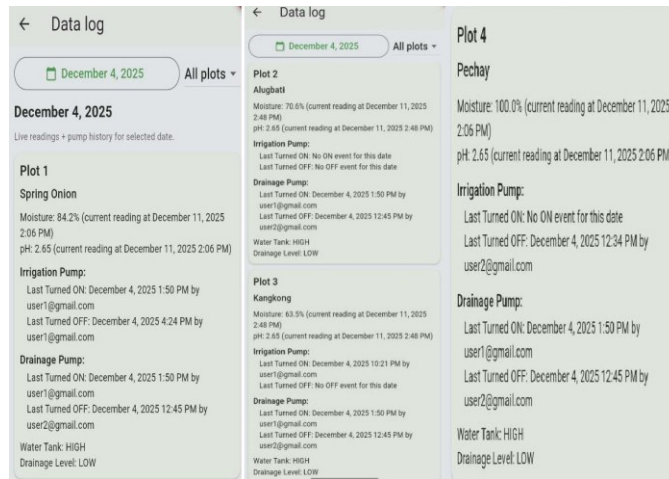 Data log
December 4, 2025
All plots
December 4, 2025
Live readings + pump history for selected date.
Plot 1
Spring Onion
Moisture: 84.2% (current reading at December 11, 2025
2:06 PM)
pH: 2.65 (current reading at December 11, 2025 2:06 PM)
Irrigation Pump:
Last Turned ON: December 4, 2025 1:50 PM by
user1@gmail.com
Last Turned OFF: December 4, 2025 4:24 PM by
user1@gmail.com
Drainage Pump:
Last Turned ON: December 4, 2025 1:50 PM by
user1@gmail.com
Last Turned OFF: December 4, 2025 12:45 PM by
user2@gmail.com
Water Tank: HIGH
Drainage Level: LOW
Data log
December 4, 2025
All plots
Plot 2
Alugbati
Moisture: 70.6% (current reading at December 11, 2025
2:48 PM)
pH: 2.65 (current reading at December 11, 2025 2:48 PM)
Irrigation Pump:
Last Turned ON: No ON event for this date
Last Turned OFF: No OFF event for this date
Drainage Pump:
Last Turned ON: December 4, 2025 1:50 PM by
user1@gmail.com
Last Turned OFF: December 4, 2025 12:45 PM by
user2@gmail.com
Water Tank: HIGH
Drainage Level: LOW
Plot 3
Kangkong
Moisture: 63.5% (current reading at December 11, 2025
2:48 PM)
pH: 2.65 (current reading at December 11, 2025 2:48 PM)
Irrigation Pump:
Last Turned ON: December 4, 2025 10:21 PM by
user1@gmail.com
Last Turned OFF: No OFF event for this date
Drainage Pump:
Last Turned ON: December 4, 2025 1:50 PM by
user1@gmail.com
Last Turned OFF: December 4, 2025 12:45 PM by
user2@gmail.com
Water Tank: HIGH
Drainage Level: LOW
Plot 4
Pechay
Moisture: 100.0% (current reading at December 11, 2025
2:06 PM)
pH: 2.65 (current reading at December 11, 2025 2:06 PM
Irrigation Pump:
Last Turned ON: No ON event for this date
Last Turned OFF: December 4, 2025 12:34 PM by
user2@gmail.com
Drainage Pump:
Last Turned ON: December 4, 2025 1:50 PM by
user1@gmail.com
Last Turned OFF: December 4, 2025 12:45 PM by
user2@gmail.com
Water Tank: HIGH
Drainage Level: LOW